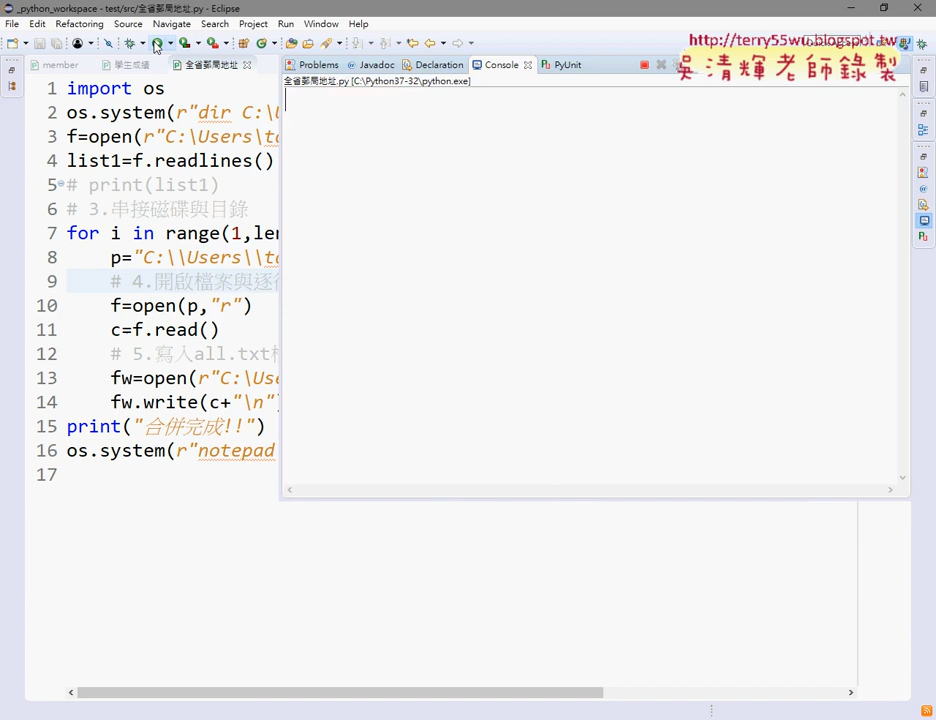 _python_workspace - test/src/全省郵局地址.py - Eclipse
File Edit Refactoring Source Navigate Search Project Run Window Help
http://terry55wu.blogspot.tw
吳清輝老師錄製
member 學生成績 全省郵局地址
Problems @ Javadoc Declaration Console PyUnit
全省郵局地址.py [C:\Python37-32\python.exe]
1 import os
2 os.system(r"dir C:\
3 f=open(r"C:\Users\
4 list1=f.readlines()
5 # print(list1)
6 # 3.串接磁碟與目錄
7 for i in range(1,len
8 p="C:\\Users\\
9 # 4.開啟檔案與逐
10 f=open(p,"r")
11 c=f.read()
12 # 5.寫入all.txt
13 fw=open(r"C:\Use
14 fw.write(c+"\n"
15 print("合併完成!!")
16 os.system(r"notepad
17